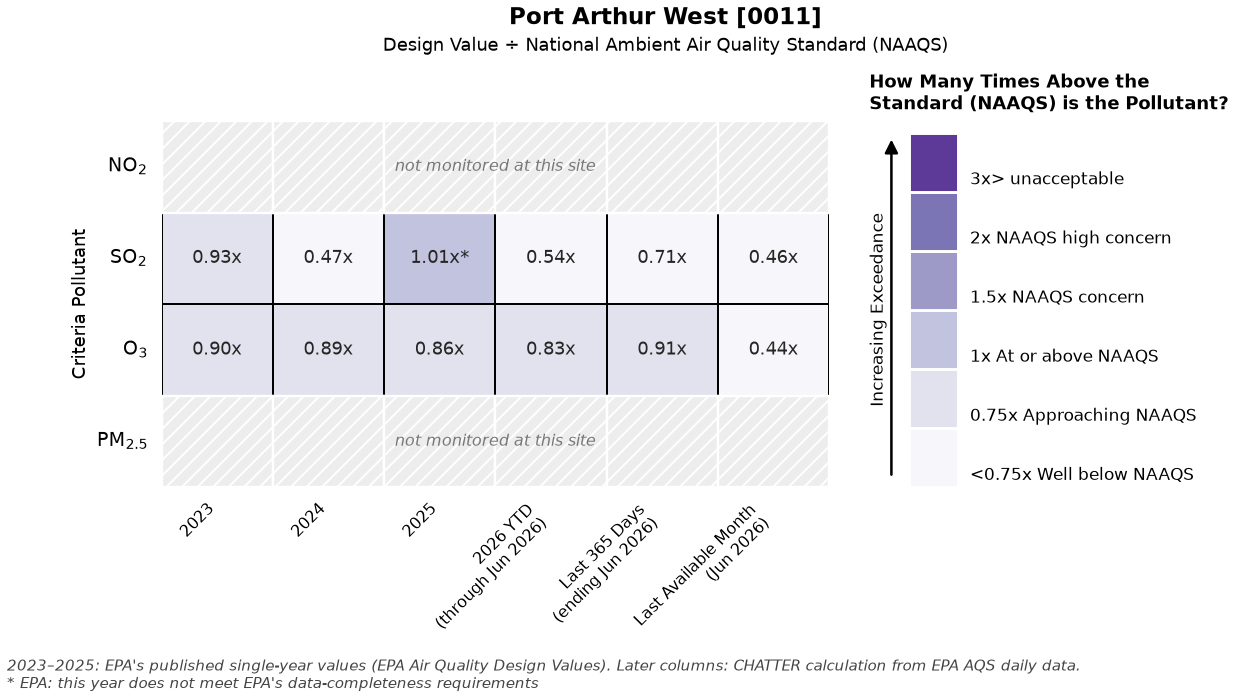 Port Arthur West [0011]
Design Value ÷ National Ambient Air Quality Standard (NAAQS)
How Many Times Above the
Standard (NAAQS) is the Pollutant?
Increasing Exceedance
3x> unacceptable
2x NAAQS high concern
1.5x NAAQS concern
1x At or above NAAQS
0.75x Approaching NAAQS
<0.75x Well below NAAQS
Criteria Pollutant
NO₂ not monitored at this site
SO₂ 0.93x 0.47x 1.01x* 0.54x 0.71x 0.46x
O₃ 0.90x 0.89x 0.86x 0.83x 0.91x 0.44x
PM₂.₅ not monitored at this site
2023
2024
2025
2026 YTD
(through Jun 2026)
Last 365 Days
(ending Jun 2026)
Last Available Month
(Jun 2026)
2023–2025: EPA's published single-year values (EPA Air Quality Design Values). Later columns: CHATTER calculation from EPA AQS daily data.
* EPA: this year does not meet EPA's data-completeness requirements